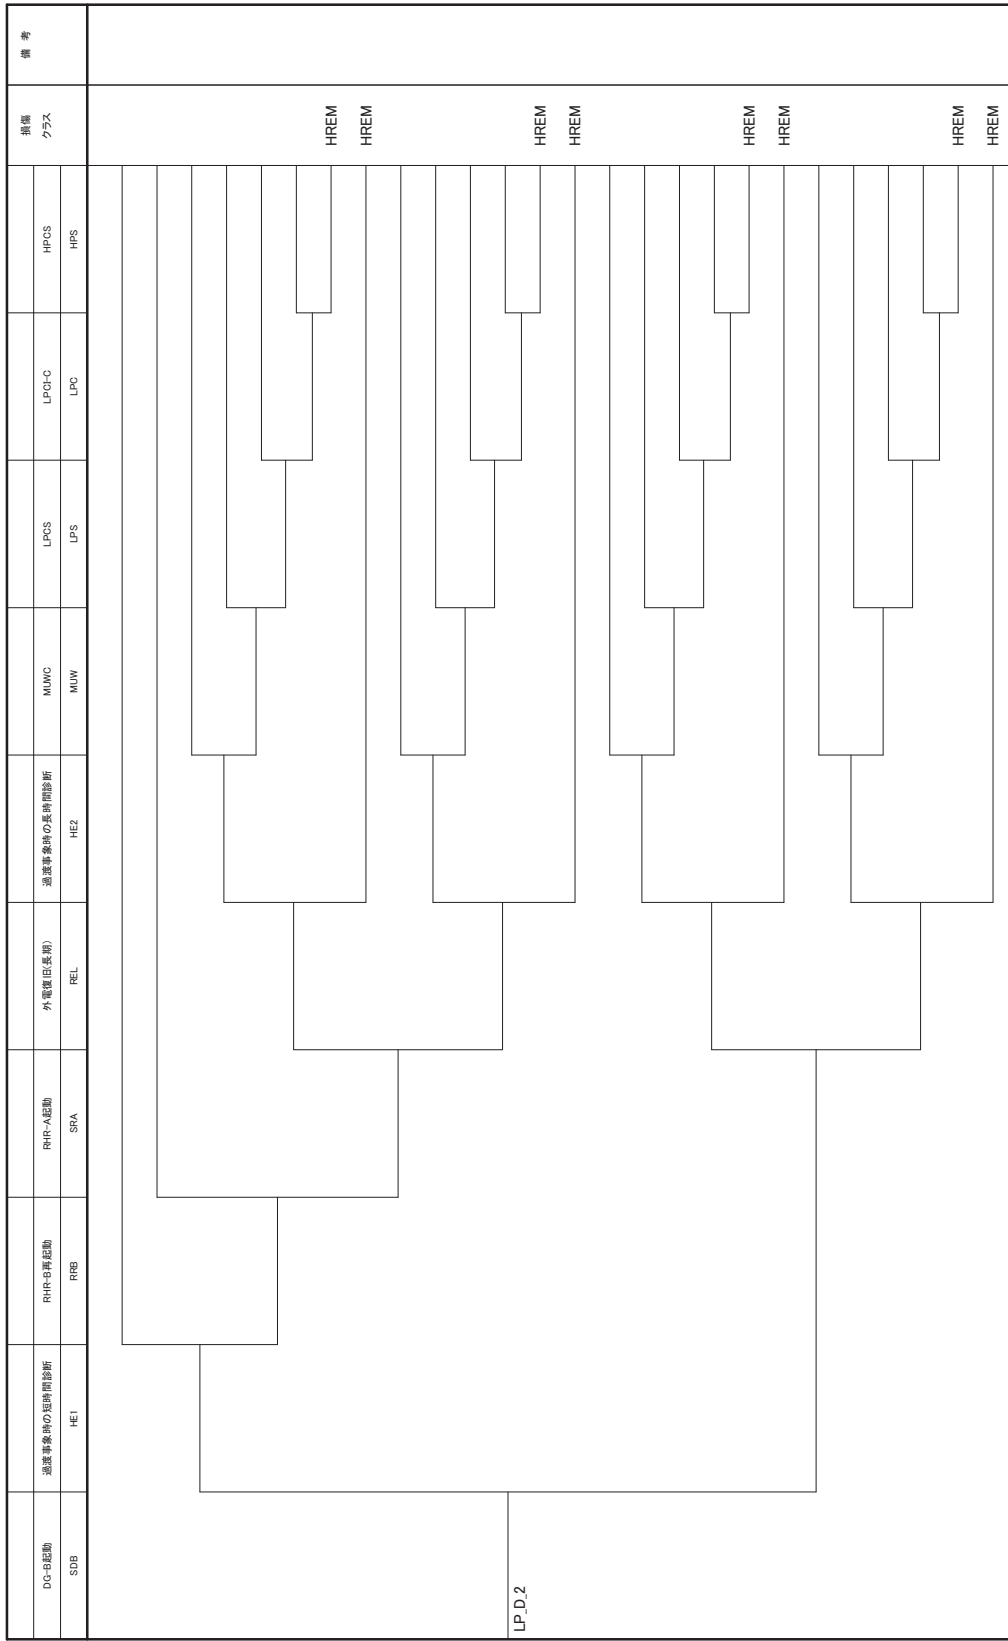 DG-B起動
過渡事象時の短時間診断
RHR-B再起動
RHR-A起動
外電復旧(長期)
過渡事象時の長時間診断
MUWC
LPCS
LPCI-C
HPCS
損傷
クラス
備 考
SDB
HE1
RRB
SRA
REL
HE2
MUW
LPS
LPC
HPS
LP_D_2
HREM
HREM
HREM
HREM
HREM
HREM
HREM
HREM